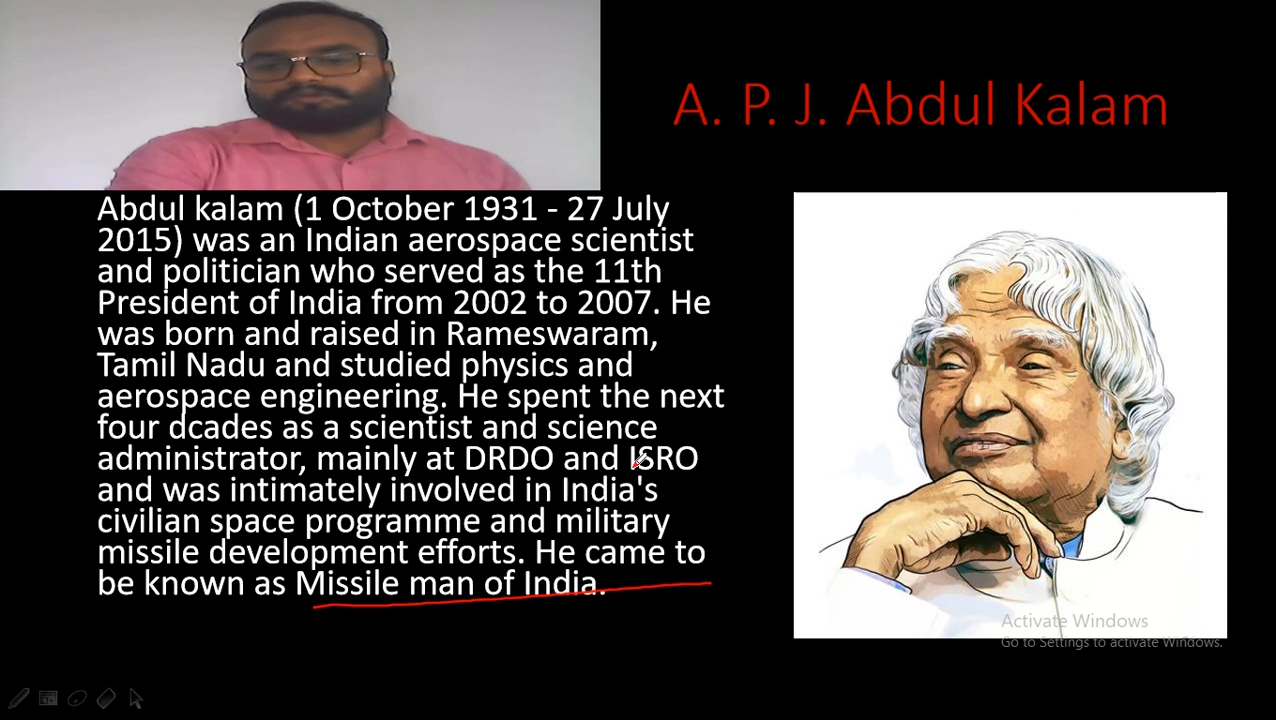 A. P. J. Abdul Kalam
Abdul kalam (1 October 1931 - 27 July
2015) was an Indian aerospace scientist
and politician who served as the 11th
President of India from 2002 to 2007. He
was born and raised in Rameswaram,
Tamil Nadu and studied physics and
aerospace engineering. He spent the next
four dcades as a scientist and science
administrator, mainly at DRDO and ISRO
and was intimately involved in India's
civilian space programme and military
missile development efforts. He came to
be known as Missile man of India.
Activate Windows
Go to Settings to activate Windows.